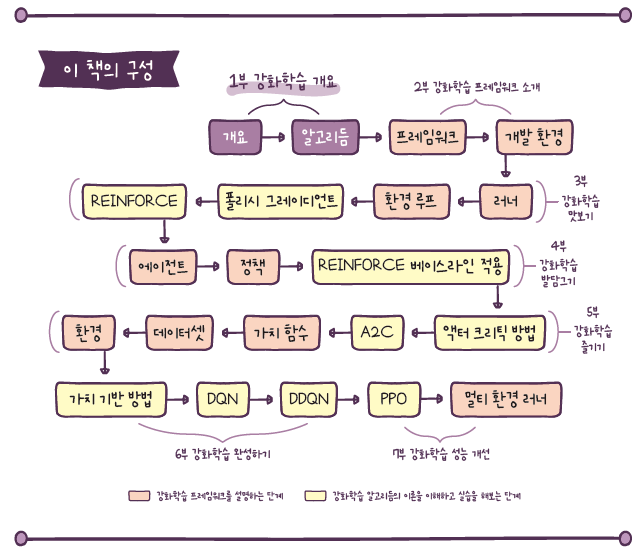 이 책의 구성
1부 강화학습 개요
2부 강화학습 프레임워크 소개
개요
알고리듬
프레임워크
개발 환경
3부
강화학습
맛보기
REINFORCE
폴리시 그레이디언트
환경 루프
러너
4부
강화학습
발담그기
에이전트
정책
REINFORCE 베이스라인 적용
5부
강화학습
즐기기
환경
데이터셋
가치 함수
A2C
액터 크리틱 방법
가치 기반 방법
DQN
DDQN
PPO
멀티 환경 러너
6부 강화학습 완성하기
7부 강화학습 성능 개선
강화학습 프레임워크를 설명하는 단계
강화학습 알고리듬의 이론을 이해하고 실습을 해보는 단계